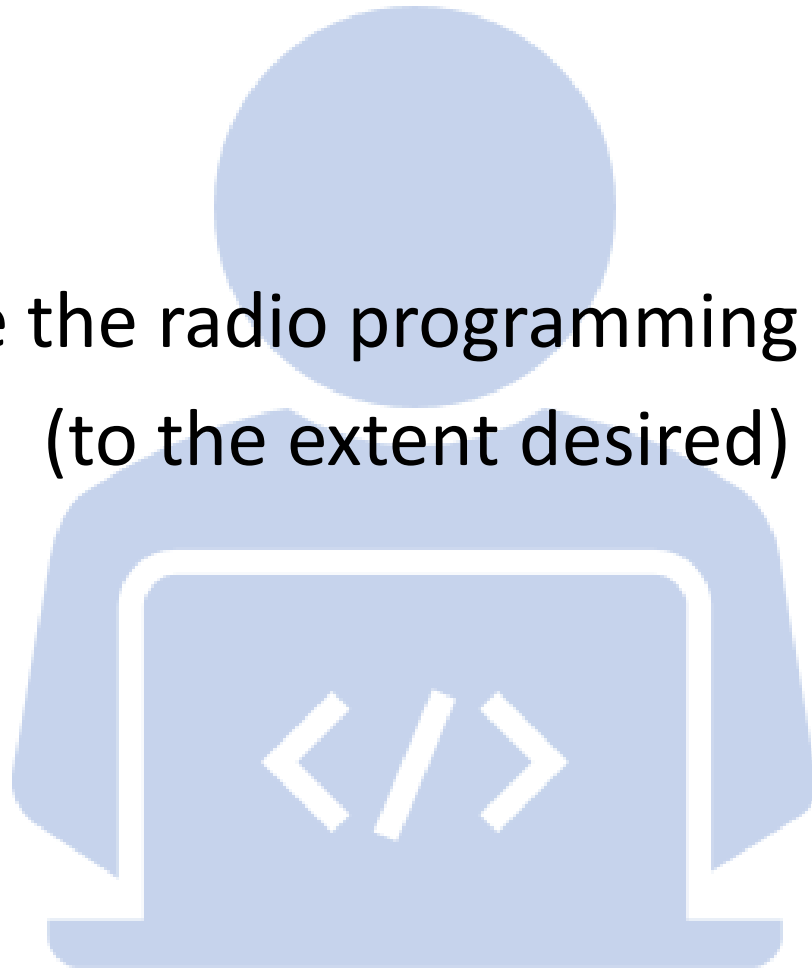 the radio programming
(to the extent desired)